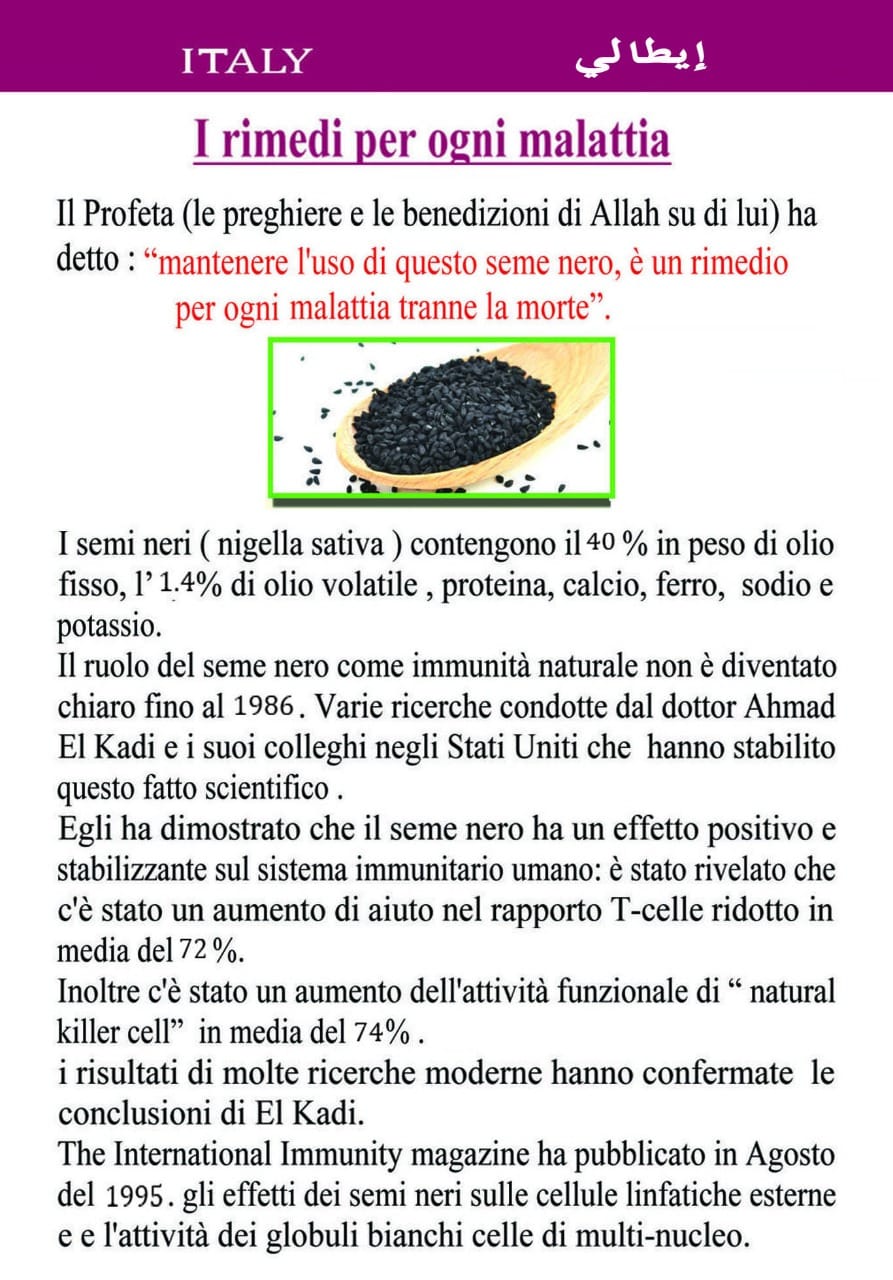 ITALY
إيطالي
I rimedi per ogni malattia
Il Profeta (le preghiere e le benedizioni di Allah su di lui) ha
detto : “mantenere l'uso di questo seme nero, è un rimedio
per ogni malattia tranne la morte”.
I semi neri ( nigella sativa ) contengono il 40 % in peso di olio
fisso, l’ 1.4% di olio volatile , proteina, calcio, ferro, sodio e
potassio.
Il ruolo del seme nero come immunità naturale non è diventato
chiaro fino al 1986 . Varie ricerche condotte dal dottor Ahmad
El Kadi e i suoi colleghi negli Stati Uniti che hanno stabilito
questo fatto scientifico .
Egli ha dimostrato che il seme nero ha un effetto positivo e
stabilizzante sul sistema immunitario umano: è stato rivelato che
c'è stato un aumento di aiuto nel rapporto T-celle ridotto in
media del 72 %.
Inoltre c'è stato un aumento dell'attività funzionale di “ natural
killer cell” in media del 74% .
i risultati di molte ricerche moderne hanno confermate le
conclusioni di El Kadi.
The International Immunity magazine ha pubblicato in Agosto
del 1995 . gli effetti dei semi neri sulle cellule linfatiche esterne
e e l'attività dei globuli bianchi celle di multi-nucleo.